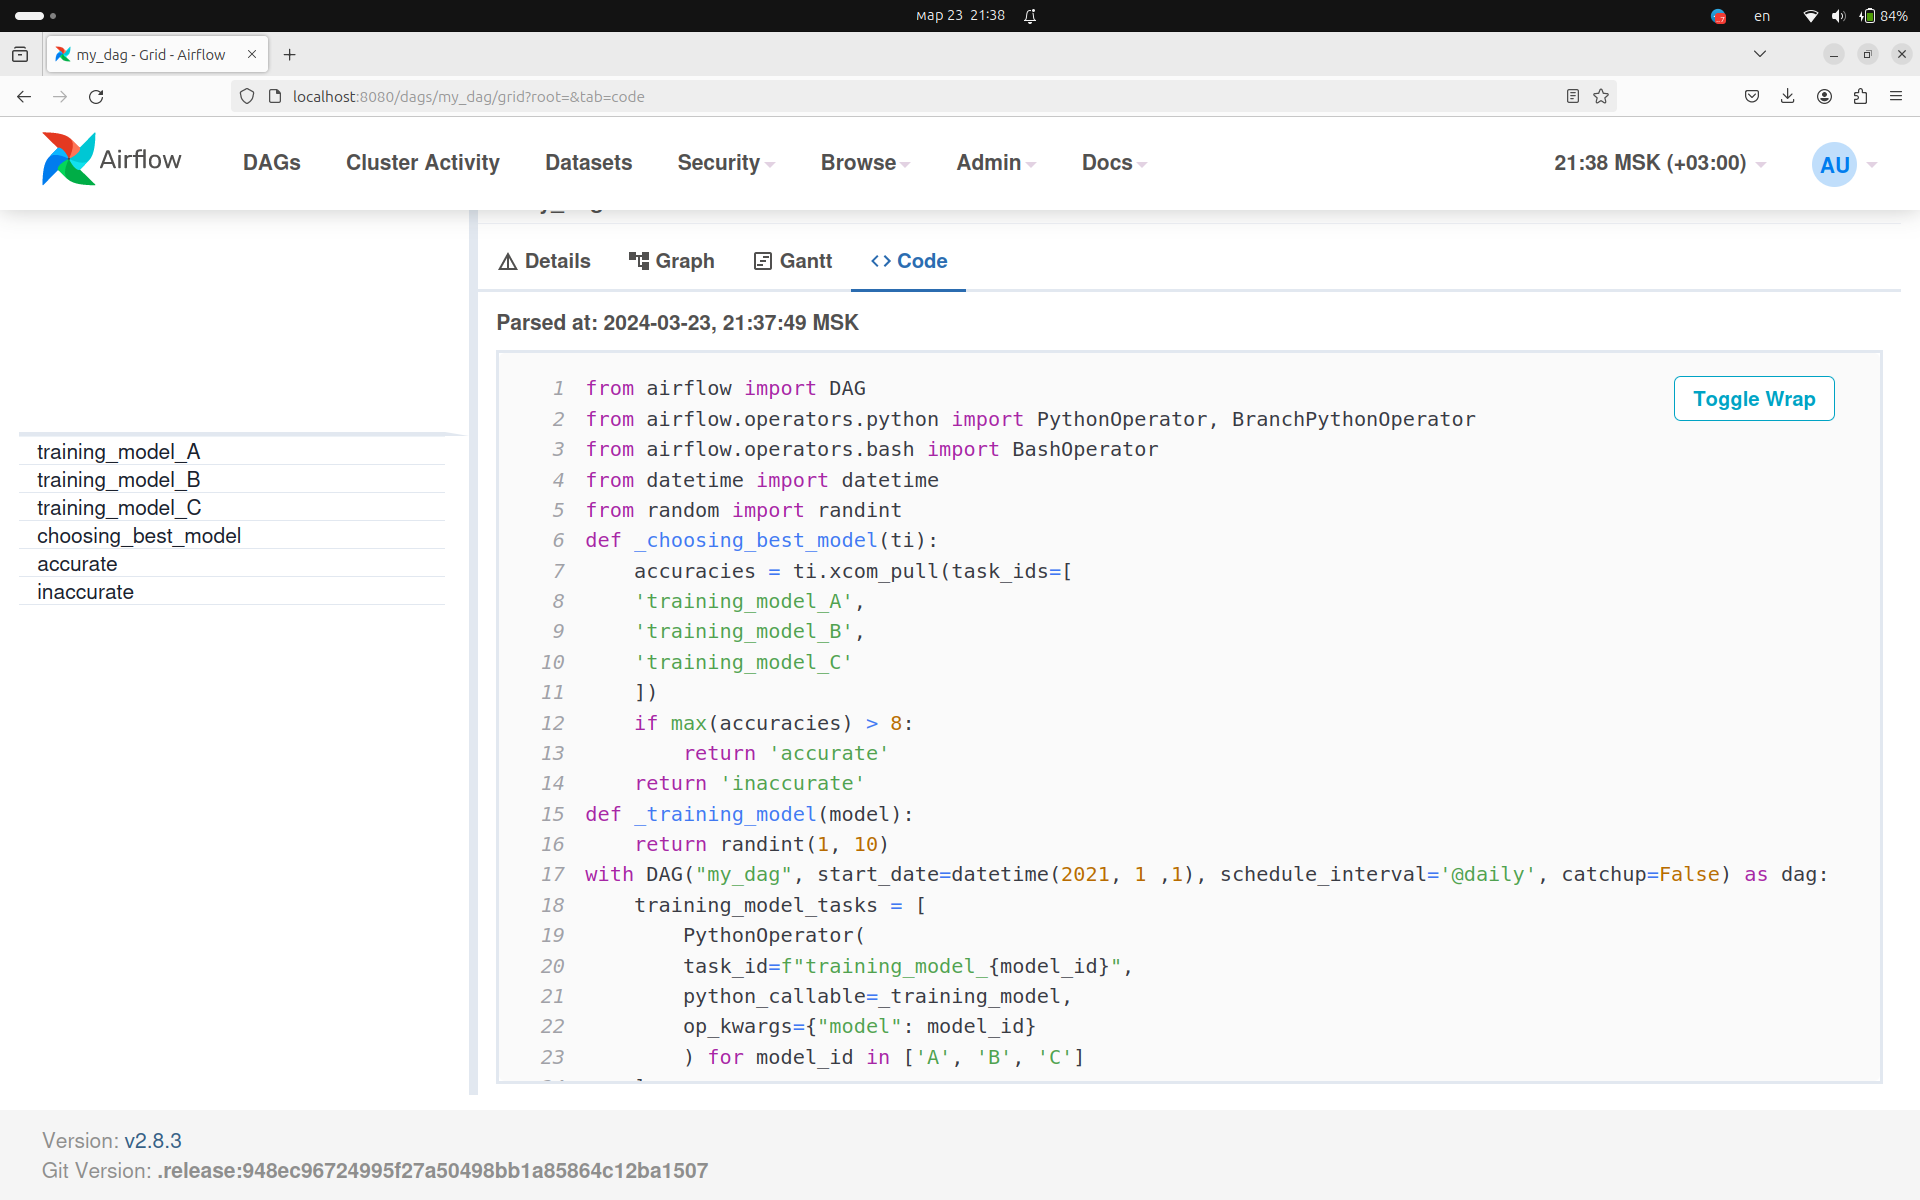 мар 23 21:38
en
84%
my_dag - Grid - Airflow
localhost:8080/dags/my_dag/grid?root=&tab=code
Airflow
DAGs
Cluster Activity
Datasets
Security
Browse
Admin
Docs
21:38 MSK (+03:00)
AU
training_model_A
training_model_B
training_model_C
choosing_best_model
accurate
inaccurate
Details
Graph
Gantt
Code
Parsed at: 2024-03-23, 21:37:49 MSK
Toggle Wrap
1 from airflow import DAG
2 from airflow.operators.python import PythonOperator, BranchPythonOperator
3 from airflow.operators.bash import BashOperator
4 from datetime import datetime
5 from random import randint
6 def _choosing_best_model(ti):
7     accuracies = ti.xcom_pull(task_ids=[
8     'training_model_A',
9     'training_model_B',
10     'training_model_C'
11     ])
12     if max(accuracies) > 8:
13         return 'accurate'
14     return 'inaccurate'
15 def _training_model(model):
16     return randint(1, 10)
17 with DAG("my_dag", start_date=datetime(2021, 1 ,1), schedule_interval='@daily', catchup=False) as dag:
18     training_model_tasks = [
19         PythonOperator(
20         task_id=f"training_model_{model_id}",
21         python_callable=_training_model,
22         op_kwargs={"model": model_id}
23         ) for model_id in ['A', 'B', 'C']
Version: v2.8.3
Git Version: .release:948ec96724995f27a50498bb1a85864c12ba1507